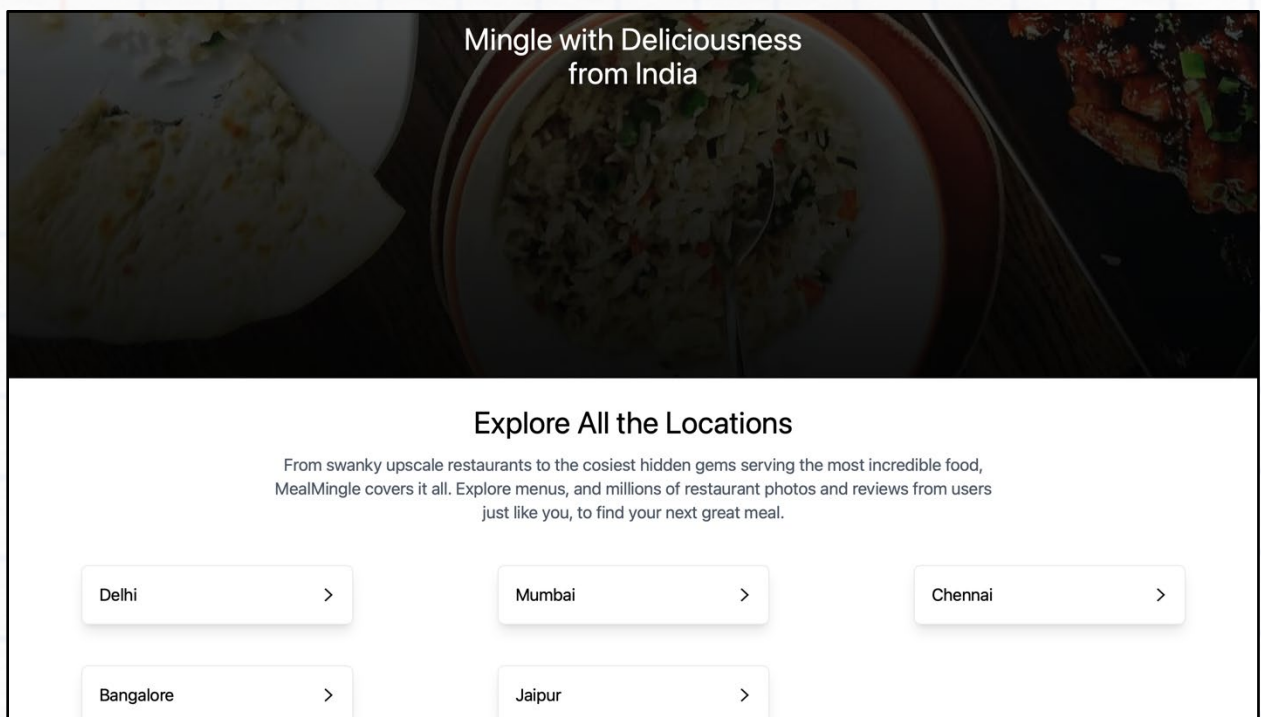 Mingle with Deliciousness
from India
Explore All the Locations
From swanky upscale restaurants to the cosiest hidden gems serving the most incredible food,
MealMingle covers it all. Explore menus, and millions of restaurant photos and reviews from users
just like you, to find your next great meal.
Delhi
Mumbai
Chennai
Bangalore
Jaipur